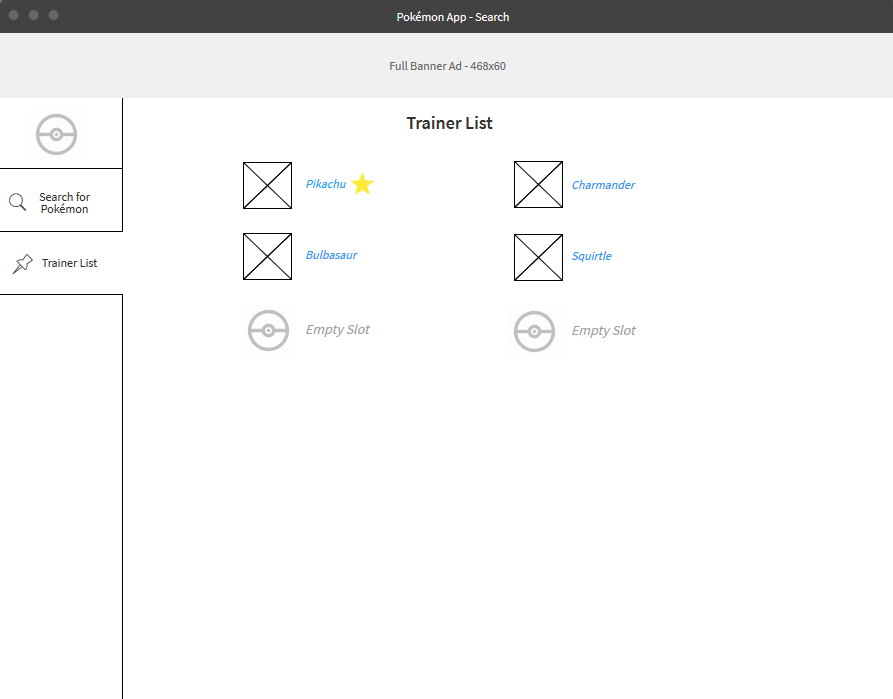 Pokémon App - Search
Full Banner Ad - 468x60
Trainer List
Search for
Pokémon
Trainer List
Pikachu
Charmander
Bulbasaur
Squirtle
Empty Slot
Empty Slot